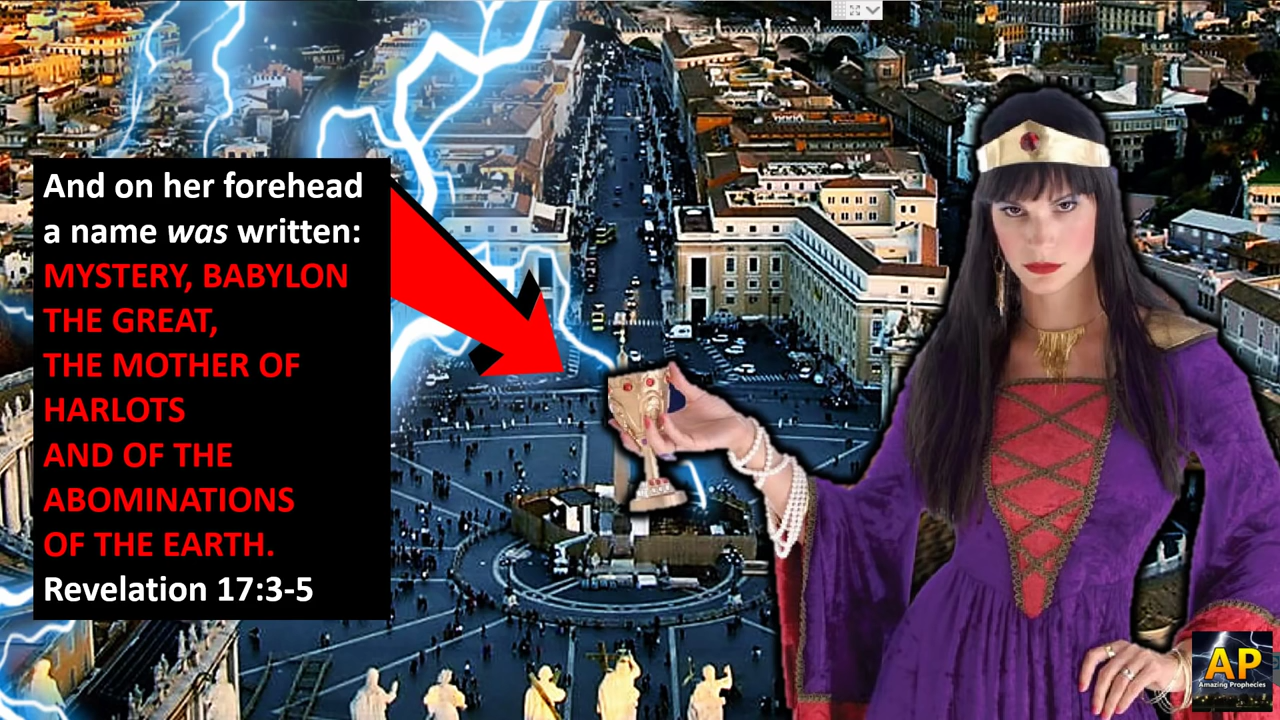 And on her forehead
a name was written:
MYSTERY, BABYLON
THE GREAT,
THE MOTHER OF
HARLOTS
AND OF THE
ABOMINATIONS
OF THE EARTH.
Revelation 17:3-5
AP
Amazing Prophecies